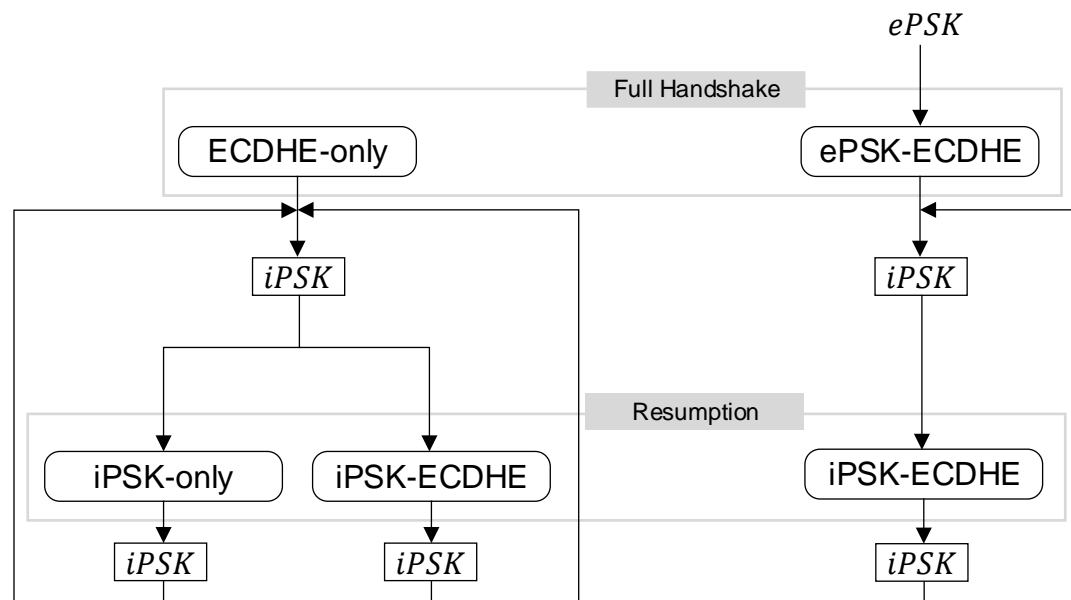 ePSK
Full Handshake
ECDHE-only
ePSK-ECDHE
iPSK
iPSK
Resumption
iPSK-only
iPSK-ECDHE
iPSK-ECDHE
iPSK
iPSK
iPSK